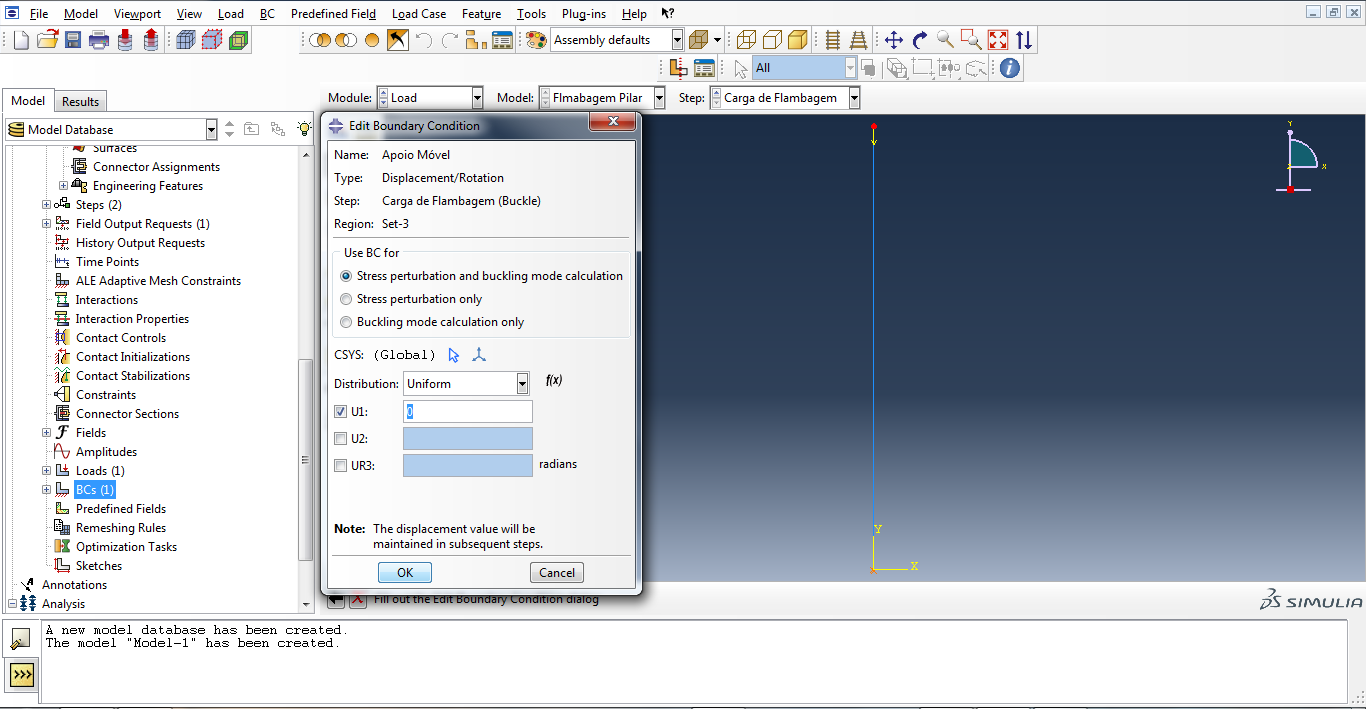 File Model Viewport View Load BC Predefined Field Load Case Feature Tools Plug-ins Help ?
Assembly defaults
All
Model Results
Module: Load Model: Flmabagem Pilar Step: Carga de Flambagem
Model Database
Surfaces
Connector Assignments
Engineering Features
Steps (2)
Field Output Requests (1)
History Output Requests
Time Points
ALE Adaptive Mesh Constraints
Interactions
Interaction Properties
Contact Controls
Contact Initializations
Contact Stabilizations
Constraints
Connector Sections
Fields
Amplitudes
Loads (1)
BCs (1)
Predefined Fields
Remeshing Rules
Optimization Tasks
Sketches
Annotations
Analysis
Edit Boundary Condition
Name: Apoio Móvel
Type: Displacement/Rotation
Step: Carga de Flambagem (Buckle)
Region: Set-3
Use BC for
Stress perturbation and buckling mode calculation
Stress perturbation only
Buckling mode calculation only
CSYS: (Global)
Distribution: Uniform f(x)
U1: 0
U2:
UR3: radians
Note: The displacement value will be
maintained in subsequent steps.
OK Cancel
Fill out the Edit Boundary Condition dialog
Y
X
Y
X
SIMULIA
A new model database has been created.
The model "Model-1" has been created.
>>>